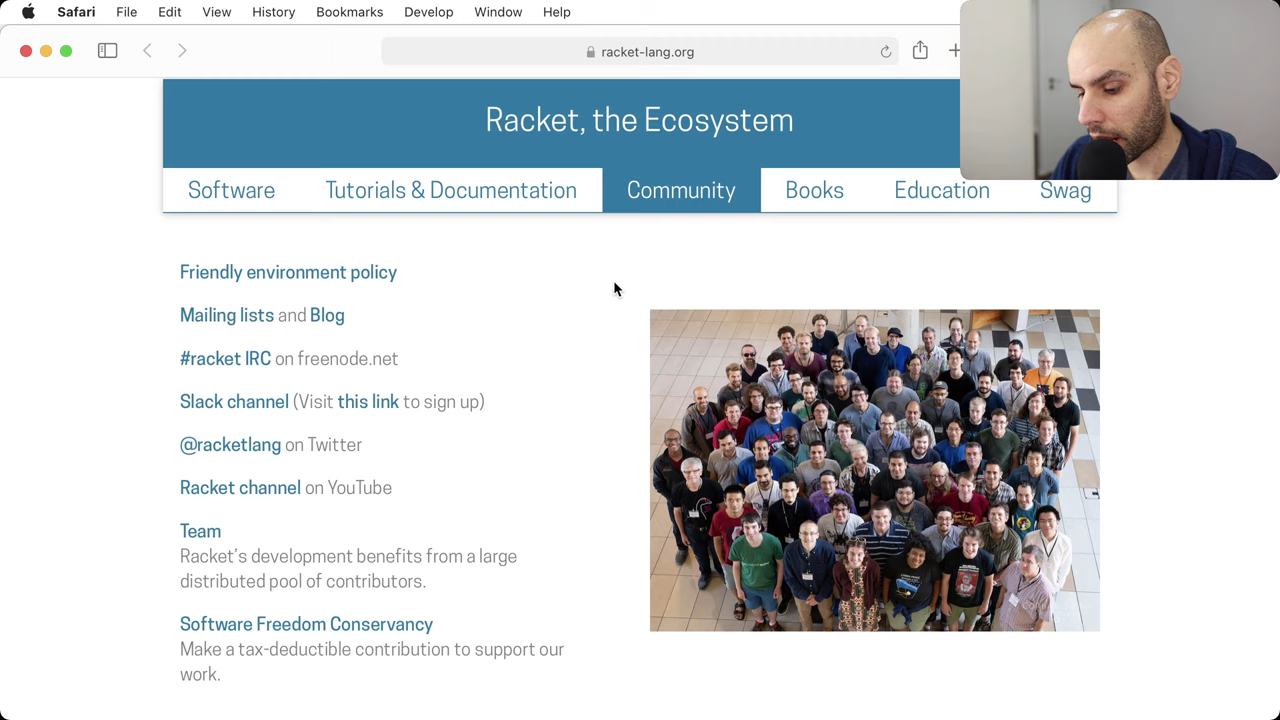 Safari File Edit View History Bookmarks Develop Window Help
racket-lang.org
Racket, the Ecosystem
Software Tutorials & Documentation Community Books Education Swag
Friendly environment policy
Mailing lists and Blog
#racket IRC on freenode.net
Slack channel (Visit this link to sign up)
@racketlang on Twitter
Racket channel on YouTube
Team
Racket's development benefits from a large
distributed pool of contributors.
Software Freedom Conservancy
Make a tax-deductible contribution to support our
work.